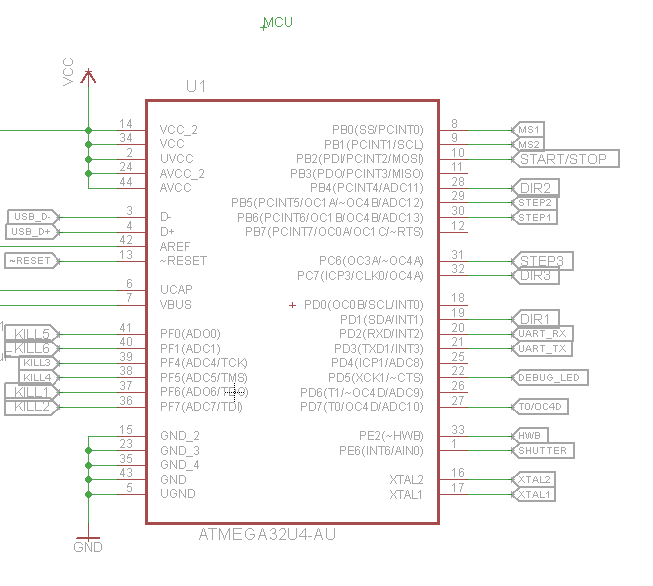 MCU
VCC
U1
14 VCC_2 PB0(SS/PCINT0) 8 MS1
34 VCC PB1(PCINT1/SCL) 9 MS2
2 UVCC PB2(PDI/PCINT2/MOSI) 10 START/STOP
24 AVCC_2 PB3(PDO/PCINT3/MISO) 11
44 AVCC PB4(PCINT4/ADC11) 28 DIR2
PB5(PCINT5/OC1A/~OC4B/ADC12) 29 STEP2
USB_D- 3 D- PB6(PCINT6/OC1B/OC4B/ADC13) 30 STEP1
USB_D+ 4 D+ PB7(PCINT7/OC0A/OC1C/~RTS) 12
42 AREF
~RESET 13 ~RESET PC6(OC3A/~OC4A) 31 STEP3
PC7(ICP3/CLK0/OC4A) 32 DIR3
6 UCAP
7 VBUS PD0(OC0B/SCL/INT0) 18
PD1(SDA/INT1) 19 DIR1
KILL5 41 PF0(ADO0) PD2(RXD/INT2) 20 UART_RX
KILL6 40 PF1(ADC1) PD3(TXD1/INT3) 21 UART_TX
KILL3 39 PF4(ADC4/TCK) PD4(ICP1/ADC8) 25
KILL4 38 PF5(ADC5/TMS) PD5(XCK1/~CTS) 22 DEBUG_LED
KILL1 37 PF6(ADO6/TDO) PD6(T1/~OC4D/ADC9) 26
KILL2 36 PF7(ADC7/TDI) PD7(T0/OC4D/ADC10) 27 T0/OC4D
15 GND_2 PE2(~HWB) 33 HWB
23 GND_3 PE6(INT6/AIN0) 1 SHUTTER
35 GND_4
43 GND XTAL2 16 XTAL2
5 UGND XTAL1 17 XTAL1
ATMEGA32U4-AU
GND